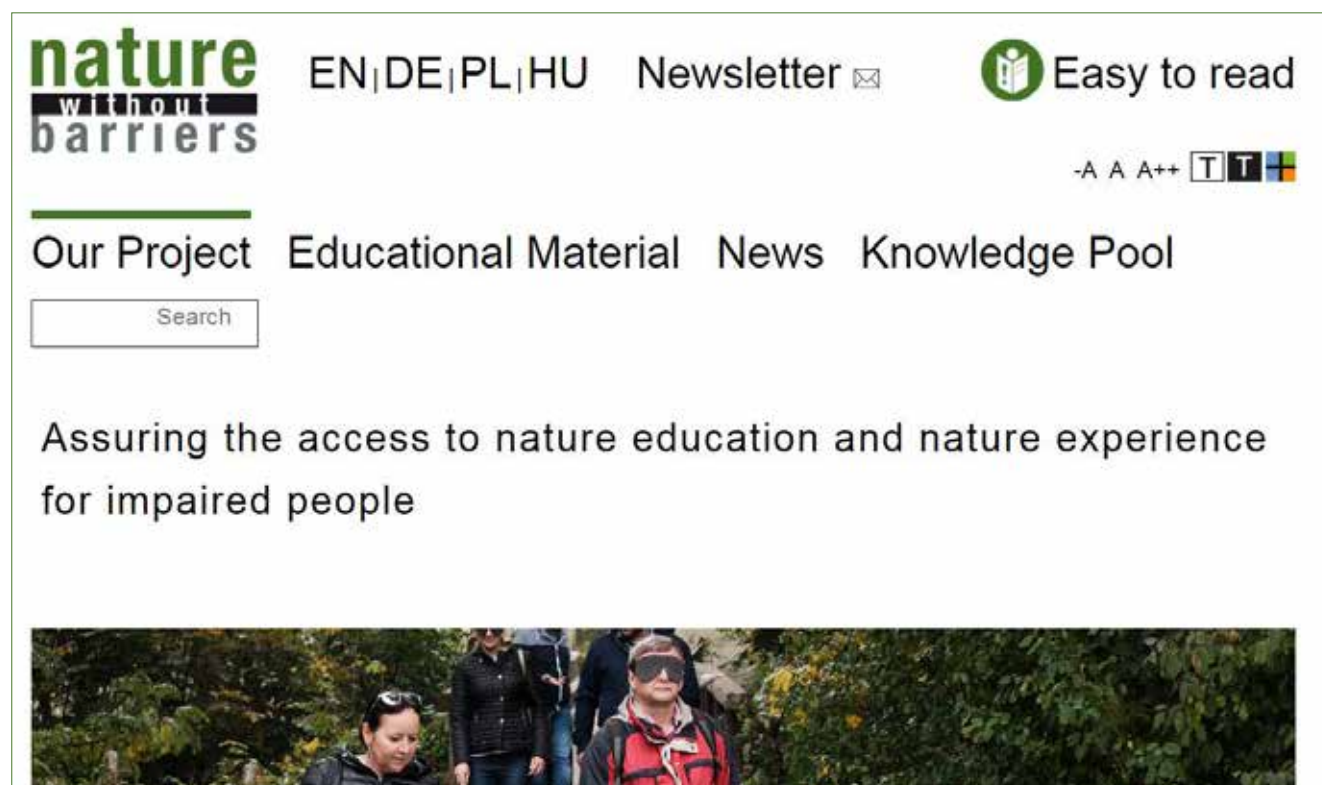 nature
without
barriers
EN|DE|PL|HU Newsletter Easy to read
-A A A++ T T
Our Project Educational Material News Knowledge Pool
Search
Assuring the access to nature education and nature experience
for impaired people